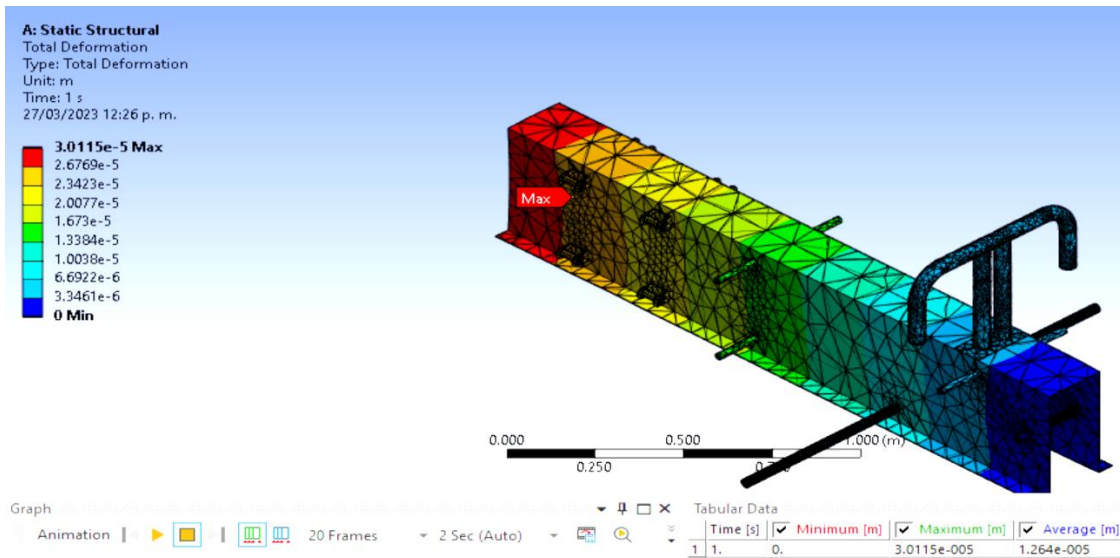 A: Static Structural
Total Deformation
Type: Total Deformation
Unit: m
Time: 1 s
27/03/2023 12:26 p. m.
3.0115e-5 Max
2.6769e-5
2.3423e-5
2.0077e-5
1.673e-5
1.3384e-5
1.0038e-5
6.6922e-6
3.3461e-6
0 Min
Max
0.000 0.500 1.000 (m)
0.250
Graph
Animation 20 Frames 2 Sec (Auto)
Tabular Data
Time [s] Minimum [m] Maximum [m] Average [m]
1 1. 0. 3.0115e-005 1.264e-005